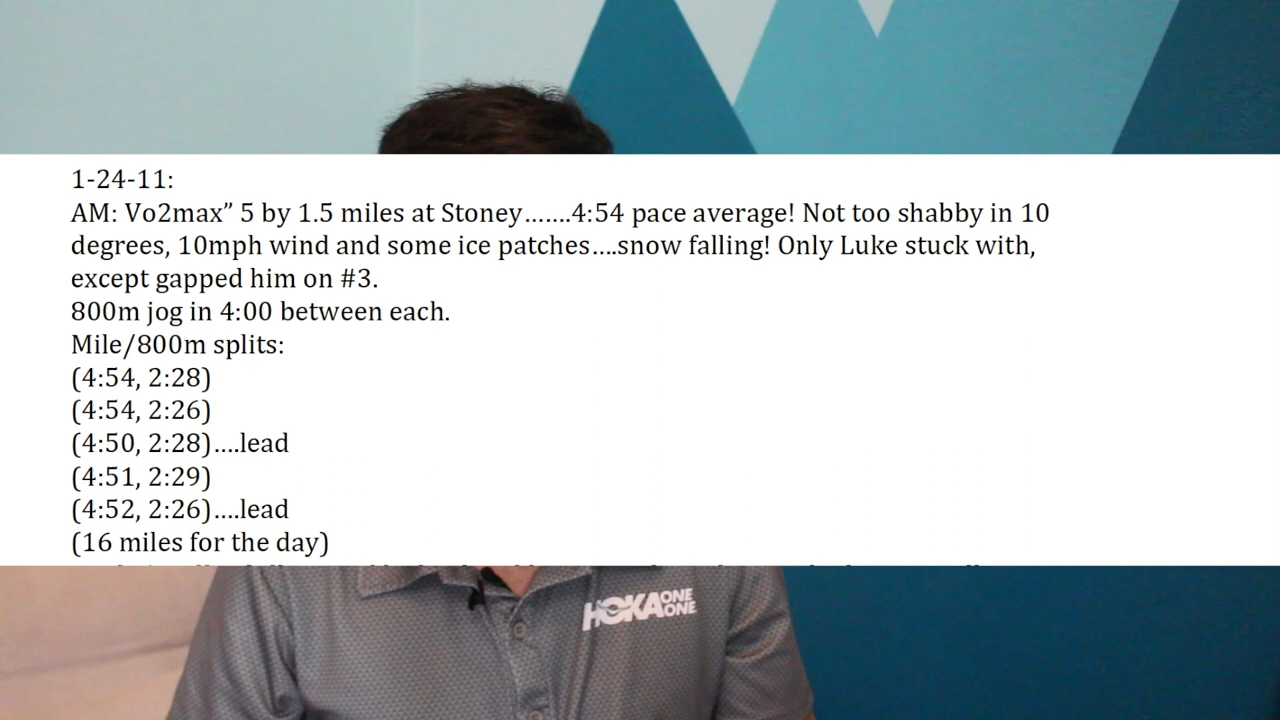 1-24-11:
AM: Vo2max” 5 by 1.5 miles at Stoney…….4:54 pace average! Not too shabby in 10
degrees, 10mph wind and some ice patches….snow falling! Only Luke stuck with,
except gapped him on #3.
800m jog in 4:00 between each.
Mile/800m splits:
(4:54, 2:28)
(4:54, 2:26)
(4:50, 2:28)….lead
(4:51, 2:29)
(4:52, 2:26)….lead
(16 miles for the day)
HOKA ONE ONE